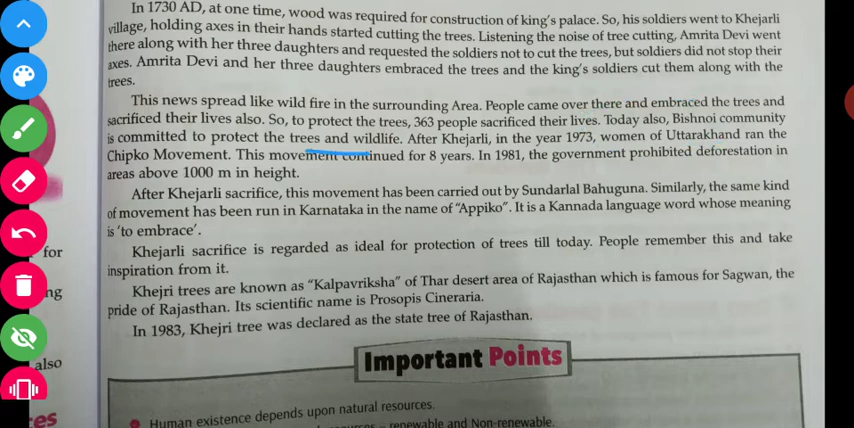 In 1730 AD, at one time, wood was required for construction of king's palace. So, his soldiers went to Khejarli
village, holding axes in their hands started cutting the trees. Listening the noise of tree cutting, Amrita Devi went
there along with her three daughters and requested the soldiers not to cut the trees, but soldiers did not stop their
axes. Amrita Devi and her three daughters embraced the trees and the king's soldiers cut them along with the
trees.
This news spread like wild fire in the surrounding Area. People came over there and embraced the trees and
sacrificed their lives also. So, to protect the trees, 363 people sacrificed their lives. Today also, Bishnoi community
is committed to protect the trees and wildlife. After Khejarli, in the year 1973, women of Uttarakhand ran the
Chipko Movement. This movement continued for 8 years. In 1981, the government prohibited deforestation in
areas above 1000 m in height.
After Khejarli sacrifice, this movement has been carried out by Sundarlal Bahuguna. Similarly, the same kind
of movement has been run in Karnataka in the name of "Appiko". It is a Kannada language word whose meaning
is 'to embrace'.
for
Khejarli sacrifice is regarded as ideal for protection of trees till today. People remember this and take
inspiration from it.
ng
Khejri trees are known as "Kalpavriksha" of Thar desert area of Rajasthan which is famous for Sagwan, the
pride of Rajasthan. Its scientific name is Prosopis Cineraria.
In 1983, Khejri tree was declared as the state tree of Rajasthan.
also
Important Points
Human existence depends upon natural resources.
es
renewable and Non-renewable.